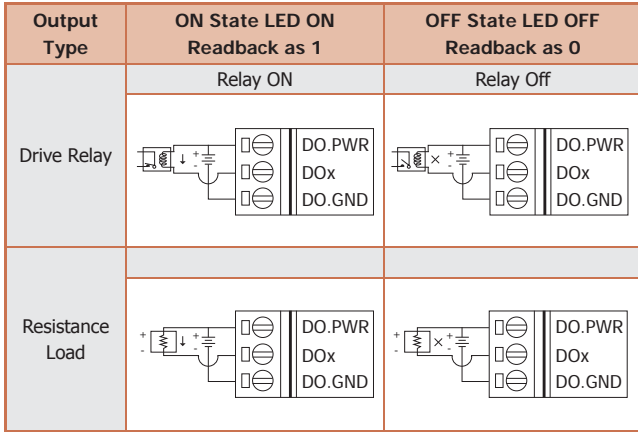 Output Type
ON State LED ON
Readback as 1
OFF State LED OFF
Readback as 0
Relay ON
Relay Off
Drive Relay
+
-
DO.PWR
DOx
DO.GND
×
+
-
DO.PWR
DOx
DO.GND
Resistance
Load
+
-
+
-
DO.PWR
DOx
DO.GND
+
-
×
+
-
DO.PWR
DOx
DO.GND